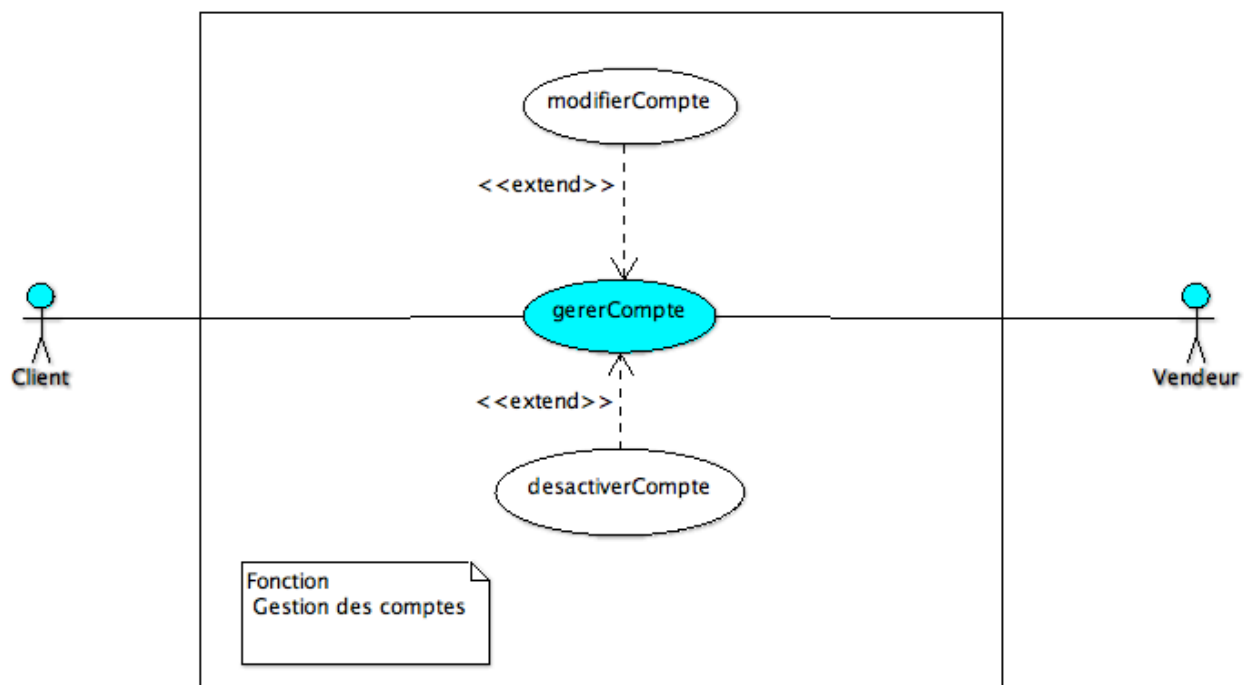 modifierCompte
<<extend>>
gererCompte
Client
Vendeur
<<extend>>
desactiverCompte
Fonction
Gestion des comptes